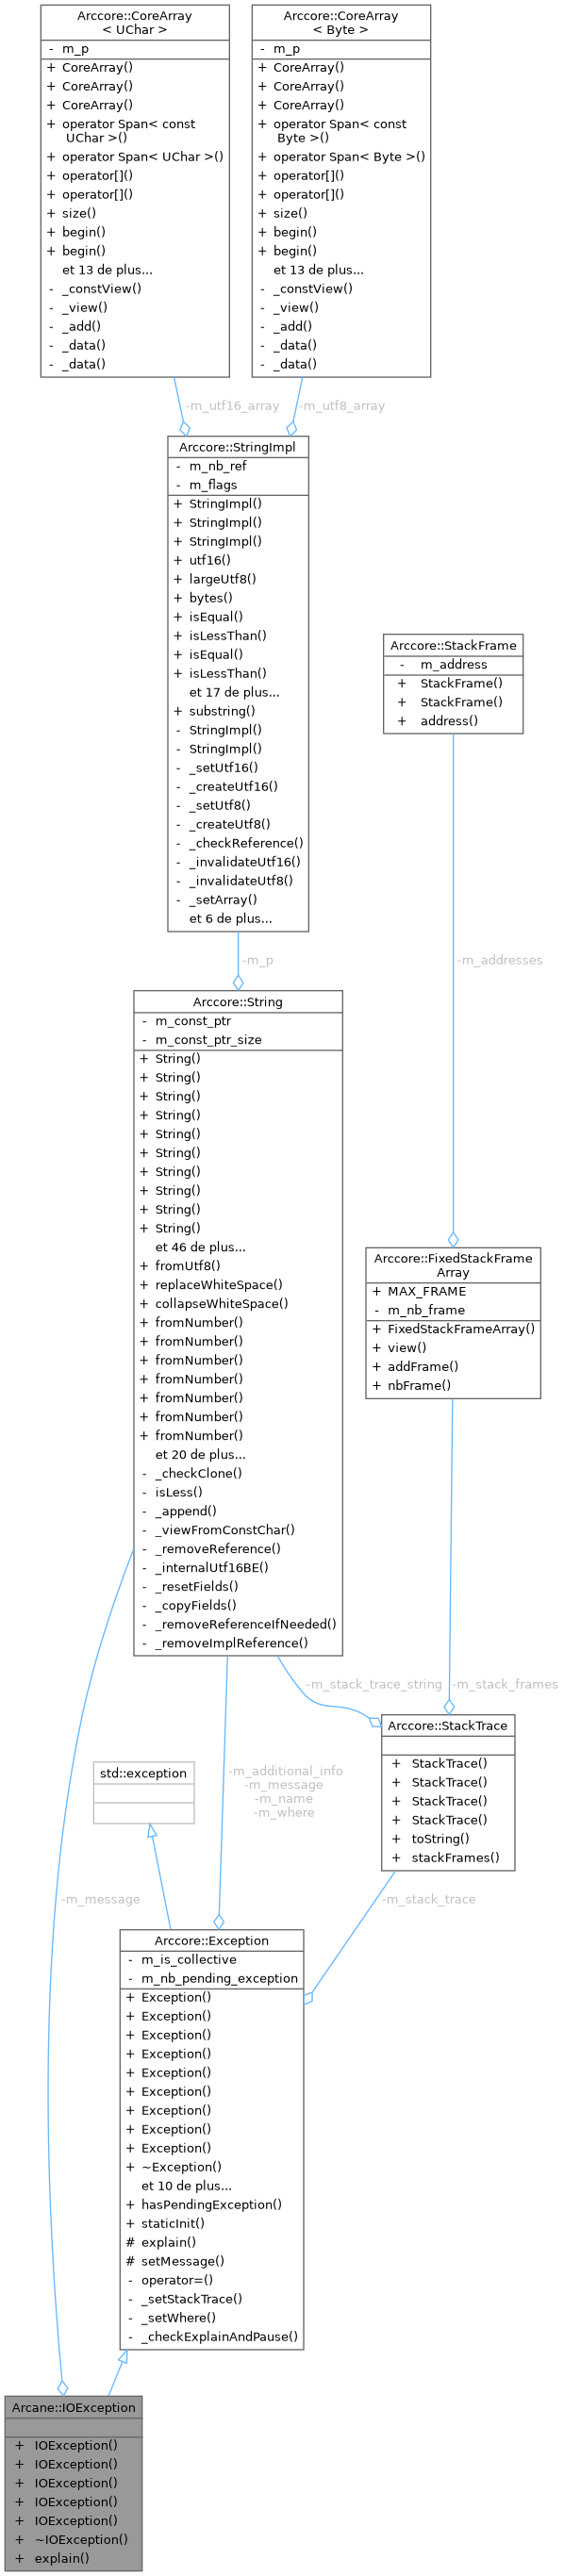 Arccore::CoreArray
< UChar >
- m_p
+ CoreArray()
+ CoreArray()
+ CoreArray()
+ operator Span< const
UChar >()
+ operator Span< UChar >()
+ operator[]()
+ operator[]()
+ size()
+ begin()
+ begin()
et 13 de plus...
- _constView()
- _view()
- _add()
- _data()
- _data()
Arccore::CoreArray
< Byte >
- m_p
+ CoreArray()
+ CoreArray()
+ CoreArray()
+ operator Span< const
Byte >()
+ operator Span< Byte >()
+ operator[]()
+ operator[]()
+ size()
+ begin()
+ begin()
et 13 de plus...
- _constView()
- _view()
- _add()
- _data()
- _data()
-m_utf16_array
-m_utf8_array
Arccore::StringImpl
- m_nb_ref
- m_flags
+ StringImpl()
+ StringImpl()
+ StringImpl()
+ utf16()
+ largeUtf8()
+ bytes()
+ isEqual()
+ isLessThan()
+ isEqual()
+ isLessThan()
et 17 de plus...
+ substring()
- StringImpl()
- StringImpl()
- _setUtf16()
- _createUtf16()
- _setUtf8()
- _createUtf8()
- _checkReference()
- _invalidateUtf16()
- _invalidateUtf8()
- _setArray()
et 6 de plus...
Arccore::StackFrame
- m_address
+ StackFrame()
+ StackFrame()
+ address()
-m_p
-m_addresses
Arccore::String
- m_const_ptr
- m_const_ptr_size
+ String()
+ String()
+ String()
+ String()
+ String()
+ String()
+ String()
+ String()
+ String()
+ String()
et 46 de plus...
+ fromUtf8()
+ replaceWhiteSpace()
+ collapseWhiteSpace()
+ fromNumber()
+ fromNumber()
+ fromNumber()
+ fromNumber()
+ fromNumber()
+ fromNumber()
+ fromNumber()
et 20 de plus...
- _checkClone()
- isLess()
- _append()
- _viewFromConstChar()
- _removeReference()
- _internalUtf16BE()
- _resetFields()
- _copyFields()
- _removeReferenceIfNeeded()
- _removeImplReference()
Arccore::FixedStackFrame
Array
+ MAX_FRAME
- m_nb_frame
+ FixedStackFrameArray()
+ view()
+ addFrame()
+ nbFrame()
-m_stack_trace_string
-m_stack_frames
Arccore::StackTrace
+ StackTrace()
+ StackTrace()
+ StackTrace()
+ StackTrace()
+ toString()
+ stackFrames()
std::exception
-m_additional_info
-m_message
-m_name
-m_where
-m_message
-m_stack_trace
Arccore::Exception
- m_is_collective
- m_nb_pending_exception
+ Exception()
+ Exception()
+ Exception()
+ Exception()
+ Exception()
+ Exception()
+ Exception()
+ Exception()
+ Exception()
+ ~Exception()
et 10 de plus...
+ hasPendingException()
+ staticInit()
# explain()
# setMessage()
- operator=()
- _setStackTrace()
- _setWhere()
- _checkExplainAndPause()
Arcane::IOException
+ IOException()
+ IOException()
+ IOException()
+ IOException()
+ IOException()
+ ~IOException()
+ explain()